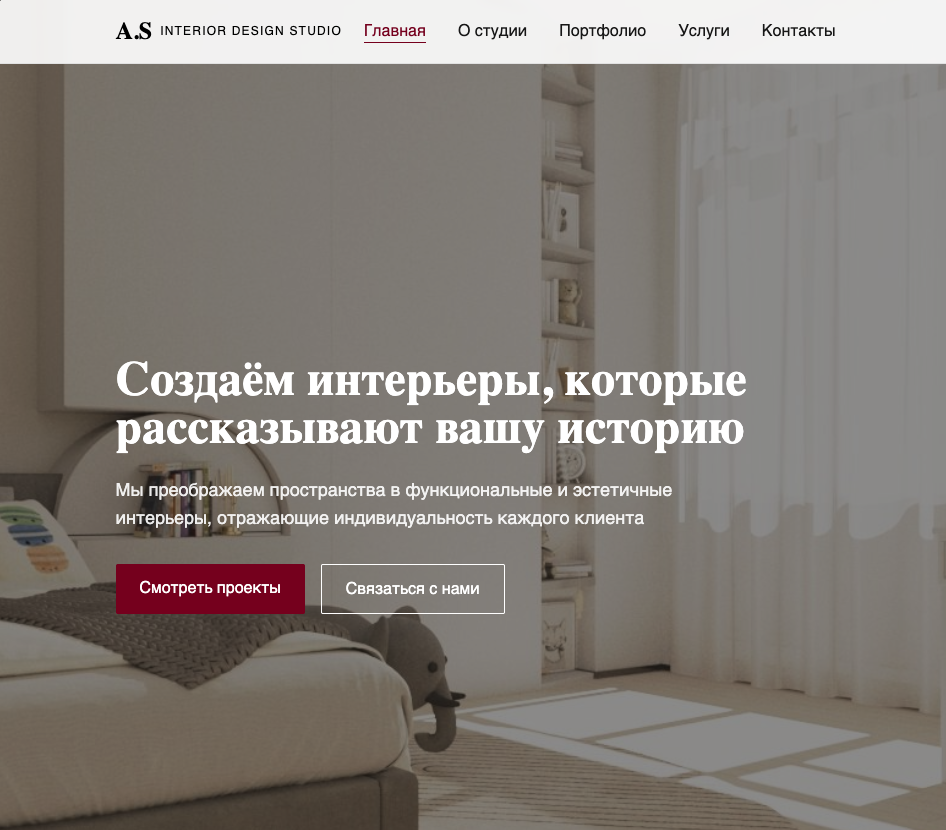 A.S INTERIOR DESIGN STUDIO Главная О студии Портфолио Услуги Контакты
Создаём интерьеры, которые
рассказывают вашу историю
Мы преображаем пространства в функциональные и эстетичные
интерьеры, отражающие индивидуальность каждого клиента
Смотреть проекты Связаться с нами